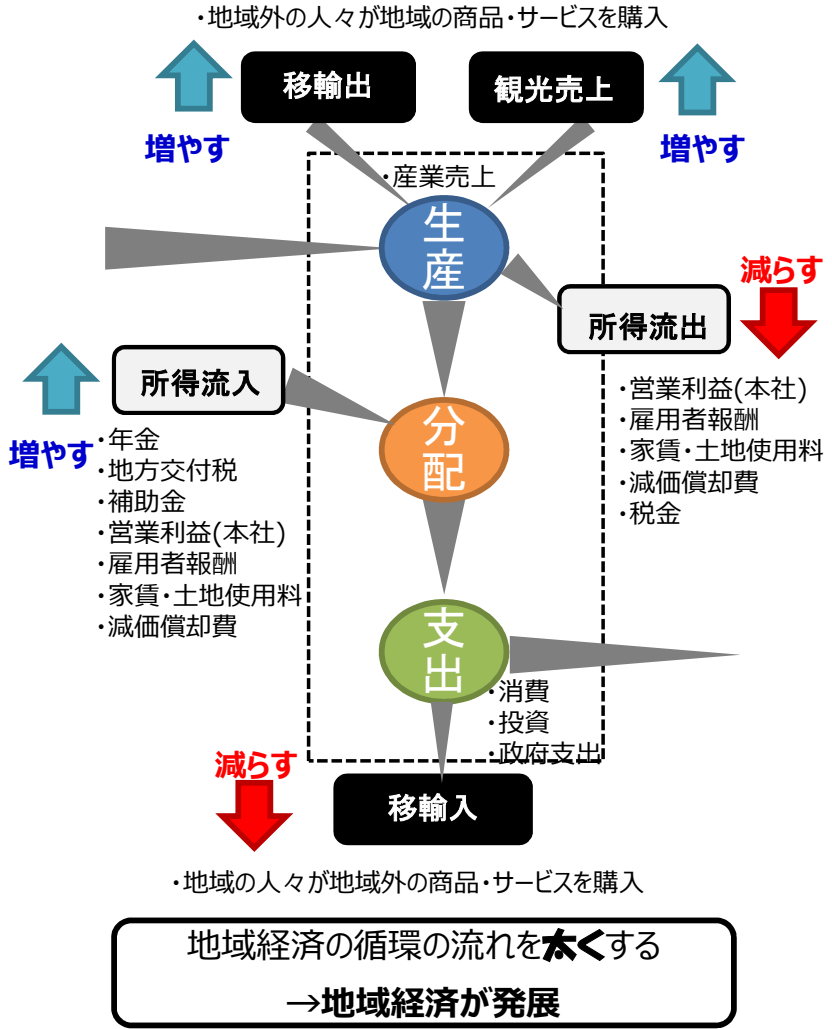 ・地域外の人々が地域の商品・サービスを購入
移輸出
観光売上
増やす
増やす
・産業売上
生産
減らす
所得流出
所得流入
増やす
・営業利益(本社)
・雇用者報酬
・家賃・土地使用料
・減価償却費
・税金
分配
・年金
・地方交付税
・補助金
・営業利益(本社)
・雇用者報酬
・家賃・土地使用料
・減価償却費
支出
・消費
・投資
・政府支出
減らす
移輸入
・地域の人々が地域外の商品・サービスを購入
地域経済の循環の流れを太くする
→地域経済が発展